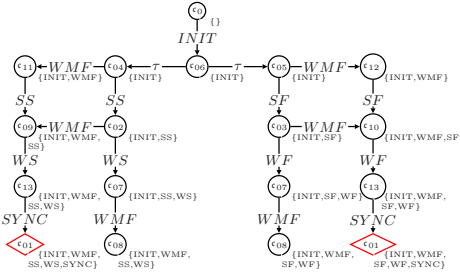 c₀
{}
INIT
c₁₁ WMF c₀₄ τ c₀₆ τ c₀₅ WMF c₁₂
{INIT,WMF} {INIT} {INIT} {INIT} {INIT,WMF}
SS SS SF SF
c₀₉ WMF c₀₂ c₀₃ WMF c₁₀
{INIT,WMF, {INIT,SS} {INIT,SF} {INIT,WMF,SF}
SS}
WS WS WF WF
c₁₃ c₀₇ c₀₇ c₁₃
{INIT,WMF, {INIT,SS,WS} {INIT,SF,WF} {INIT,WMF,
SS,WS} SF,WF}
SYNC WMF WMF SYNC
c₀₁ c₀₈ c₀₈ c₀₁
{INIT,WMF, {INIT,WMF, {INIT,WMF, {INIT,WMF,
SS,WS,SYNC} SS,WS} SF,WF} SF,WF,SYNC}